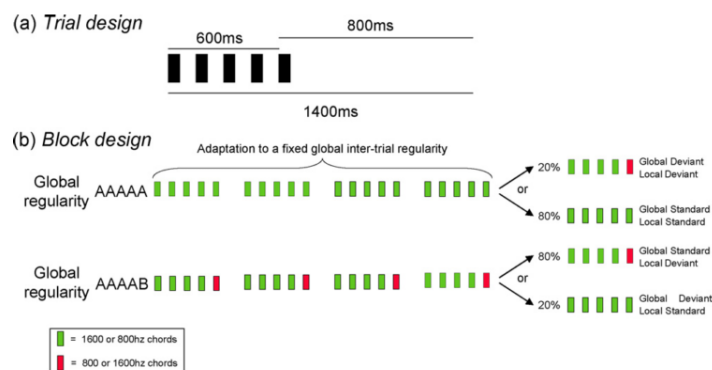 (a) Trial design
800ms
600ms
1400ms
(b) Block design
Adaptation to a fixed global inter-trial regularity
Global
regularity
AAAAA
20%
Global Deviant
Local Deviant
or
80%
Global Standard
Local Standard
Global
regularity
AAAAB
80%
Global Standard
Local Deviant
or
20%
Global Deviant
Local Standard
= 1600 or 800hz chords
= 800 or 1600hz chords